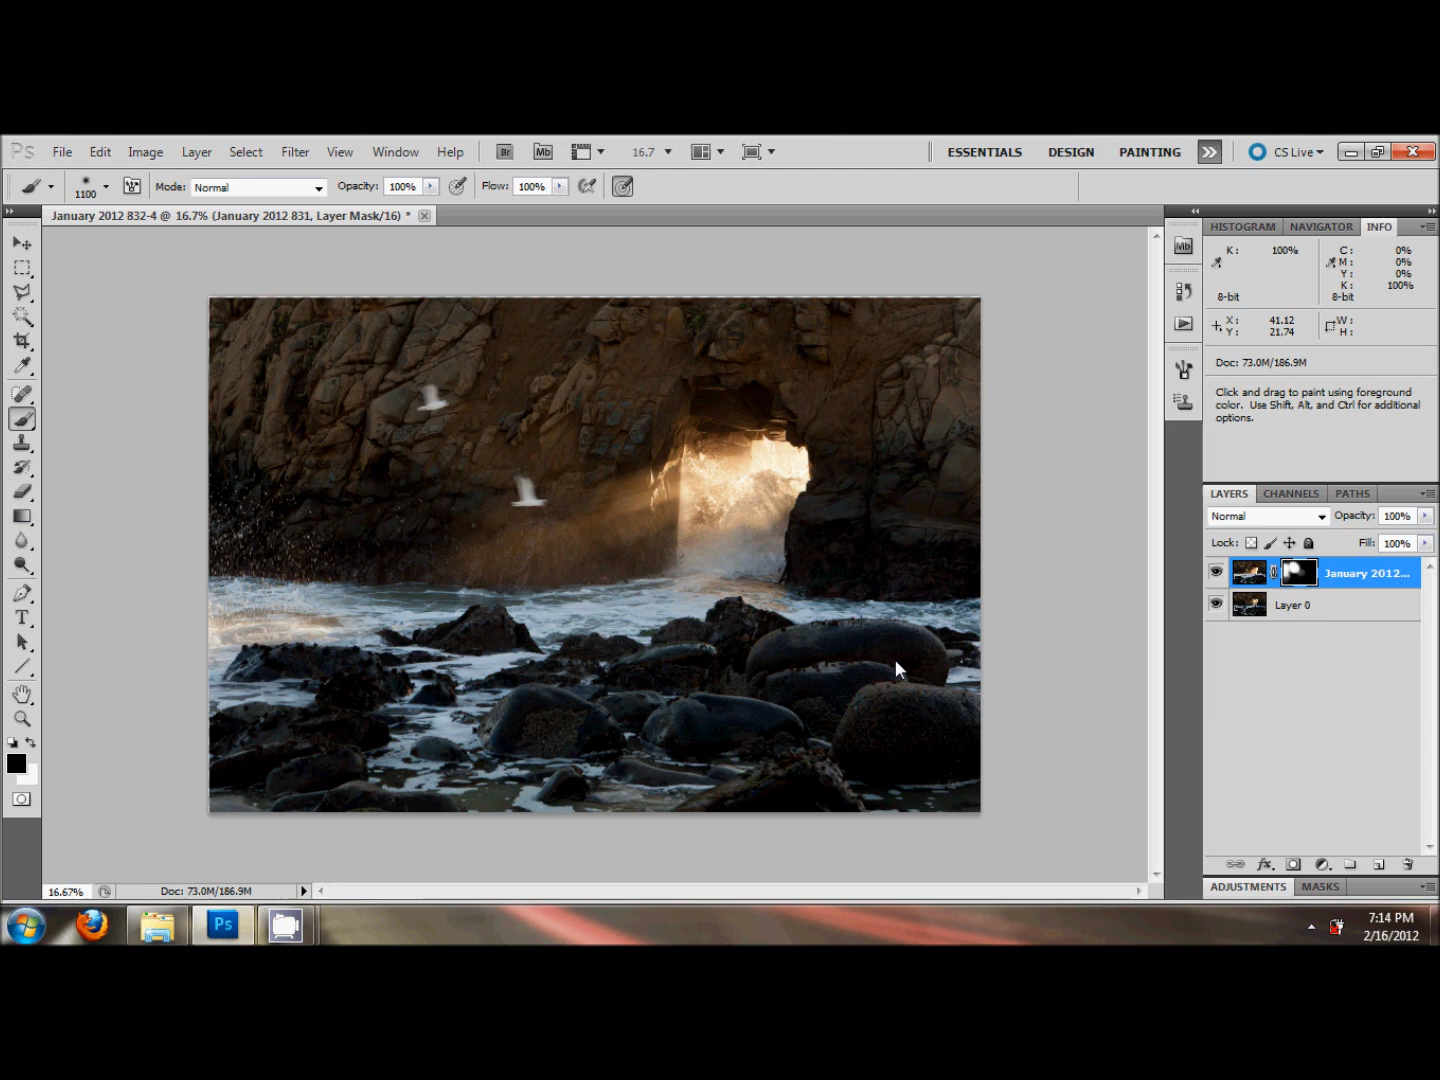 Ps File Edit Image Layer Select Filter View Window Help Br Mb 16.7 ESSENTIALS DESIGN PAINTING CS Live
1100 Mode: Normal Opacity: 100% Flow: 100%
January 2012 832-4 @ 16.7% (January 2012 831, Layer Mask/16) *
HISTOGRAM NAVIGATOR INFO
Mb
K: 100% C: 0%
M: 0%
Y: 0%
K: 100%
8-bit 8-bit
X: 41.12 W:
Y: 21.74 H:
Doc: 73.0M/186.9M
Click and drag to paint using foreground
color. Use Shift, Alt, and Ctrl for additional
options.
LAYERS CHANNELS PATHS
Normal Opacity: 100%
Lock: Fill: 100%
January 2012...
Layer 0
T
fx
ADJUSTMENTS MASKS
16.67% Doc: 73.0M/186.9M
Ps
7:14 PM
2/16/2012